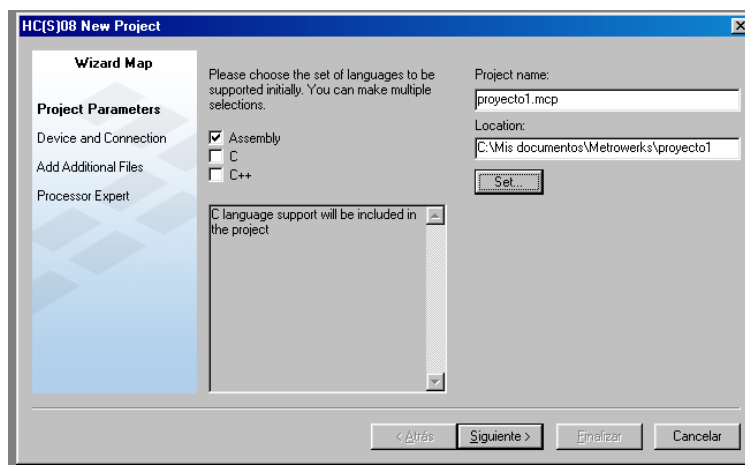 HC(S)08 New Project
Wizard Map
Project Parameters
Device and Connection
Add Additional Files
Processor Expert
Please choose the set of languages to be
supported initially. You can make multiple
selections.
Assembly
C
C++
C language support will be included in
the project
Project name:
proyecto1.mcp
Location:
C:\Mis documentos\Metrowerks\proyecto1
Set...
< Atrás
Siguiente >
Finalizar
Cancelar